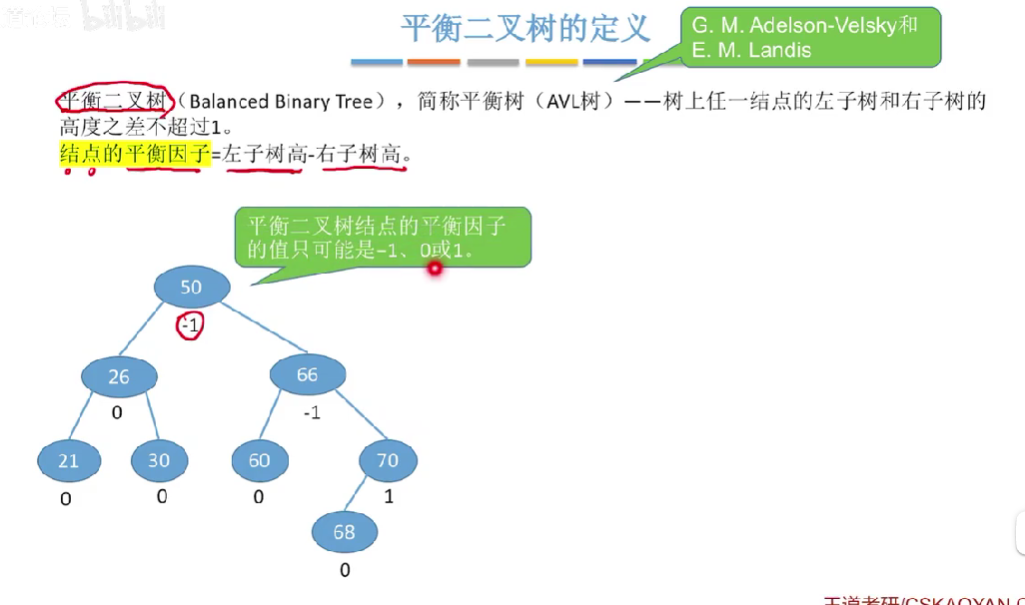 bilibili
平衡二叉树的定义
G. M. Adelson-Velsky和
E. M. Landis
平衡二叉树（Balanced Binary Tree），简称平衡树（AVL树）——树上任一结点的左子树和右子树的
高度之差不超过1。
结点的平衡因子=左子树高-右子树高。
平衡二叉树结点的平衡因子
的值只可能是-1、0或1。
50
-1
26
66
0
-1
21
30
60
70
0
0
0
1
68
0
王道考研/CSKAOYAN.C